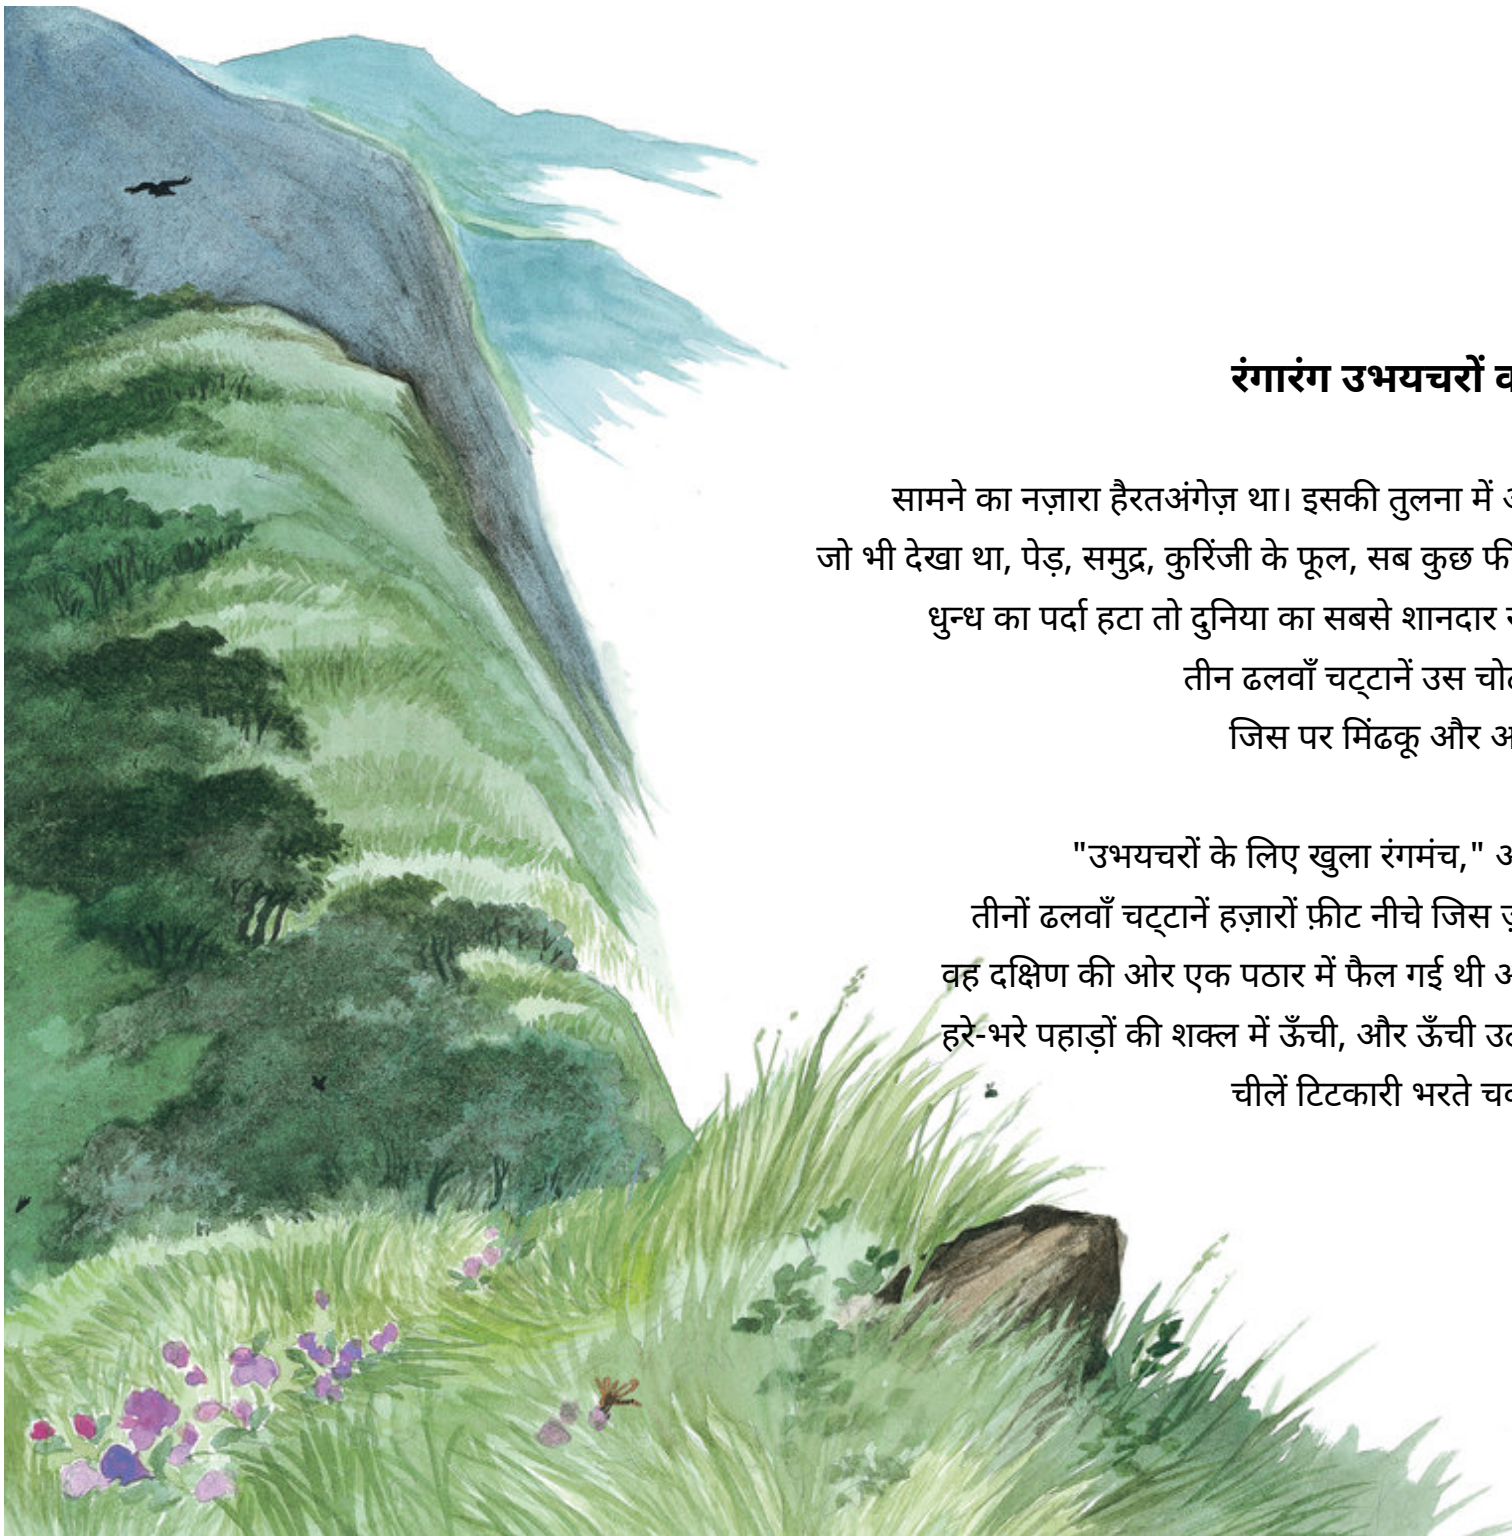 रंगारंग उभयचरों
सामने का नज़ारा हैरतअंगेज़ था। इसकी तुलना में
जो भी देखा था, पेड़, समुद्र, कुरिंजी के फूल, सब कुछ
धुन्ध का पर्दा हटा तो दुनिया का सबसे शानदार
तीन ढलवाँ चट्टानें उस
जिस पर मिंढकू और
"उभयचरों के लिए खुला रंगमंच,"
तीनों ढलवाँ चट्टानें हज़ारों फ़ीट नीचे जिस
वह दक्षिण की ओर एक पठार में फैल गई थी
हरे-भरे पहाड़ों की शक्ल में ऊँची, और ऊँची
चीलें टिटकारी भरते